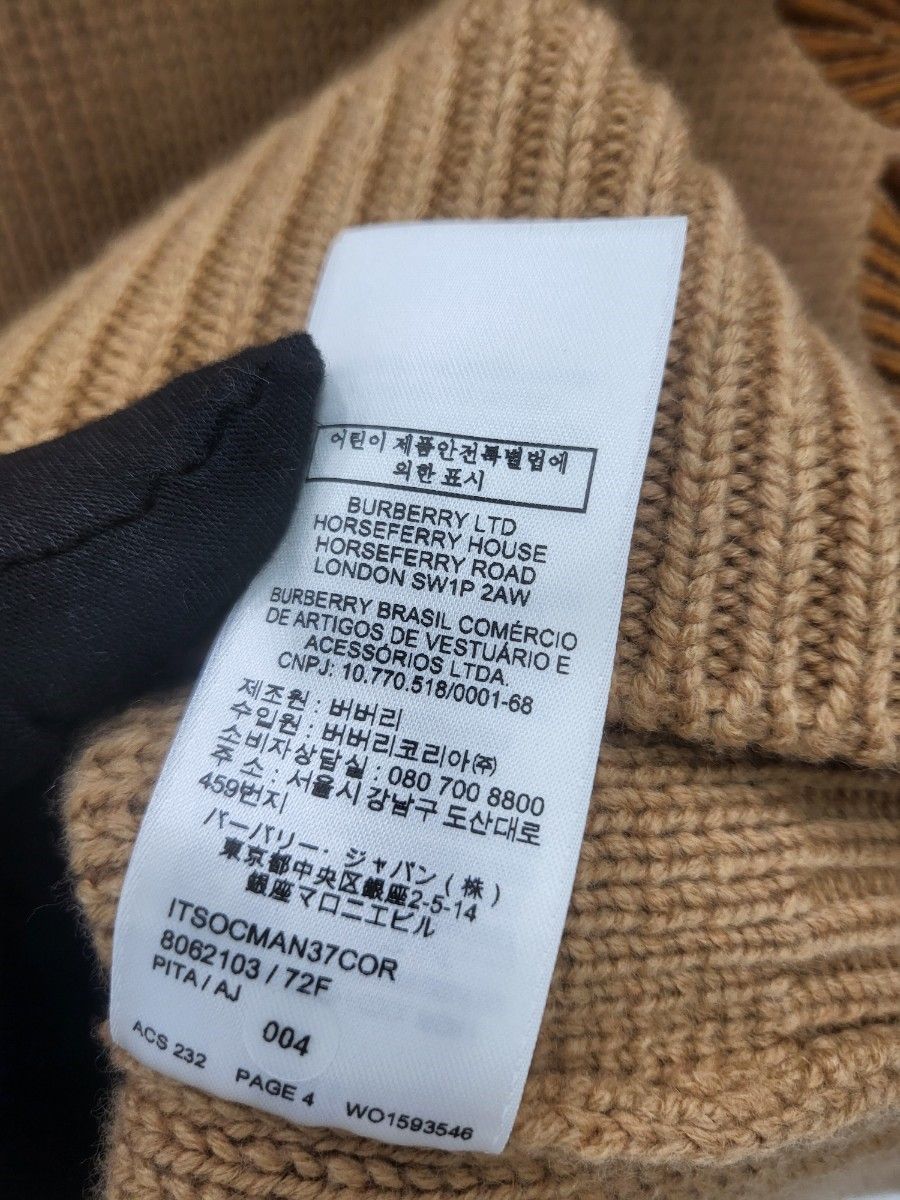 어린이 제품안전특별법에
의한 표시
BURBERRY LTD
HORSEFERRY HOUSE
HORSEFERRY ROAD
LONDON SW1P 2AW
BURBERRY BRASIL COMÉRCIO
DE ARTIGOS DE VESTUÁRIO E
ACESSÓRIOS LTDA.
CNPJ: 10.770.518/0001-68
제조원 : 버버리
수입원 : 버버리코리아㈜
소비자상담실 : 080 700 8800
주 소 : 서울시 강남구 도산대로
459번지
バーバリー・ジャパン（株）
東京都中央区銀座2-5-14
銀座マロニエビル
ITSOCMAN37COR
8062103 / 72F
PITA / AJ
004
ACS 232 PAGE 4 WO1593546